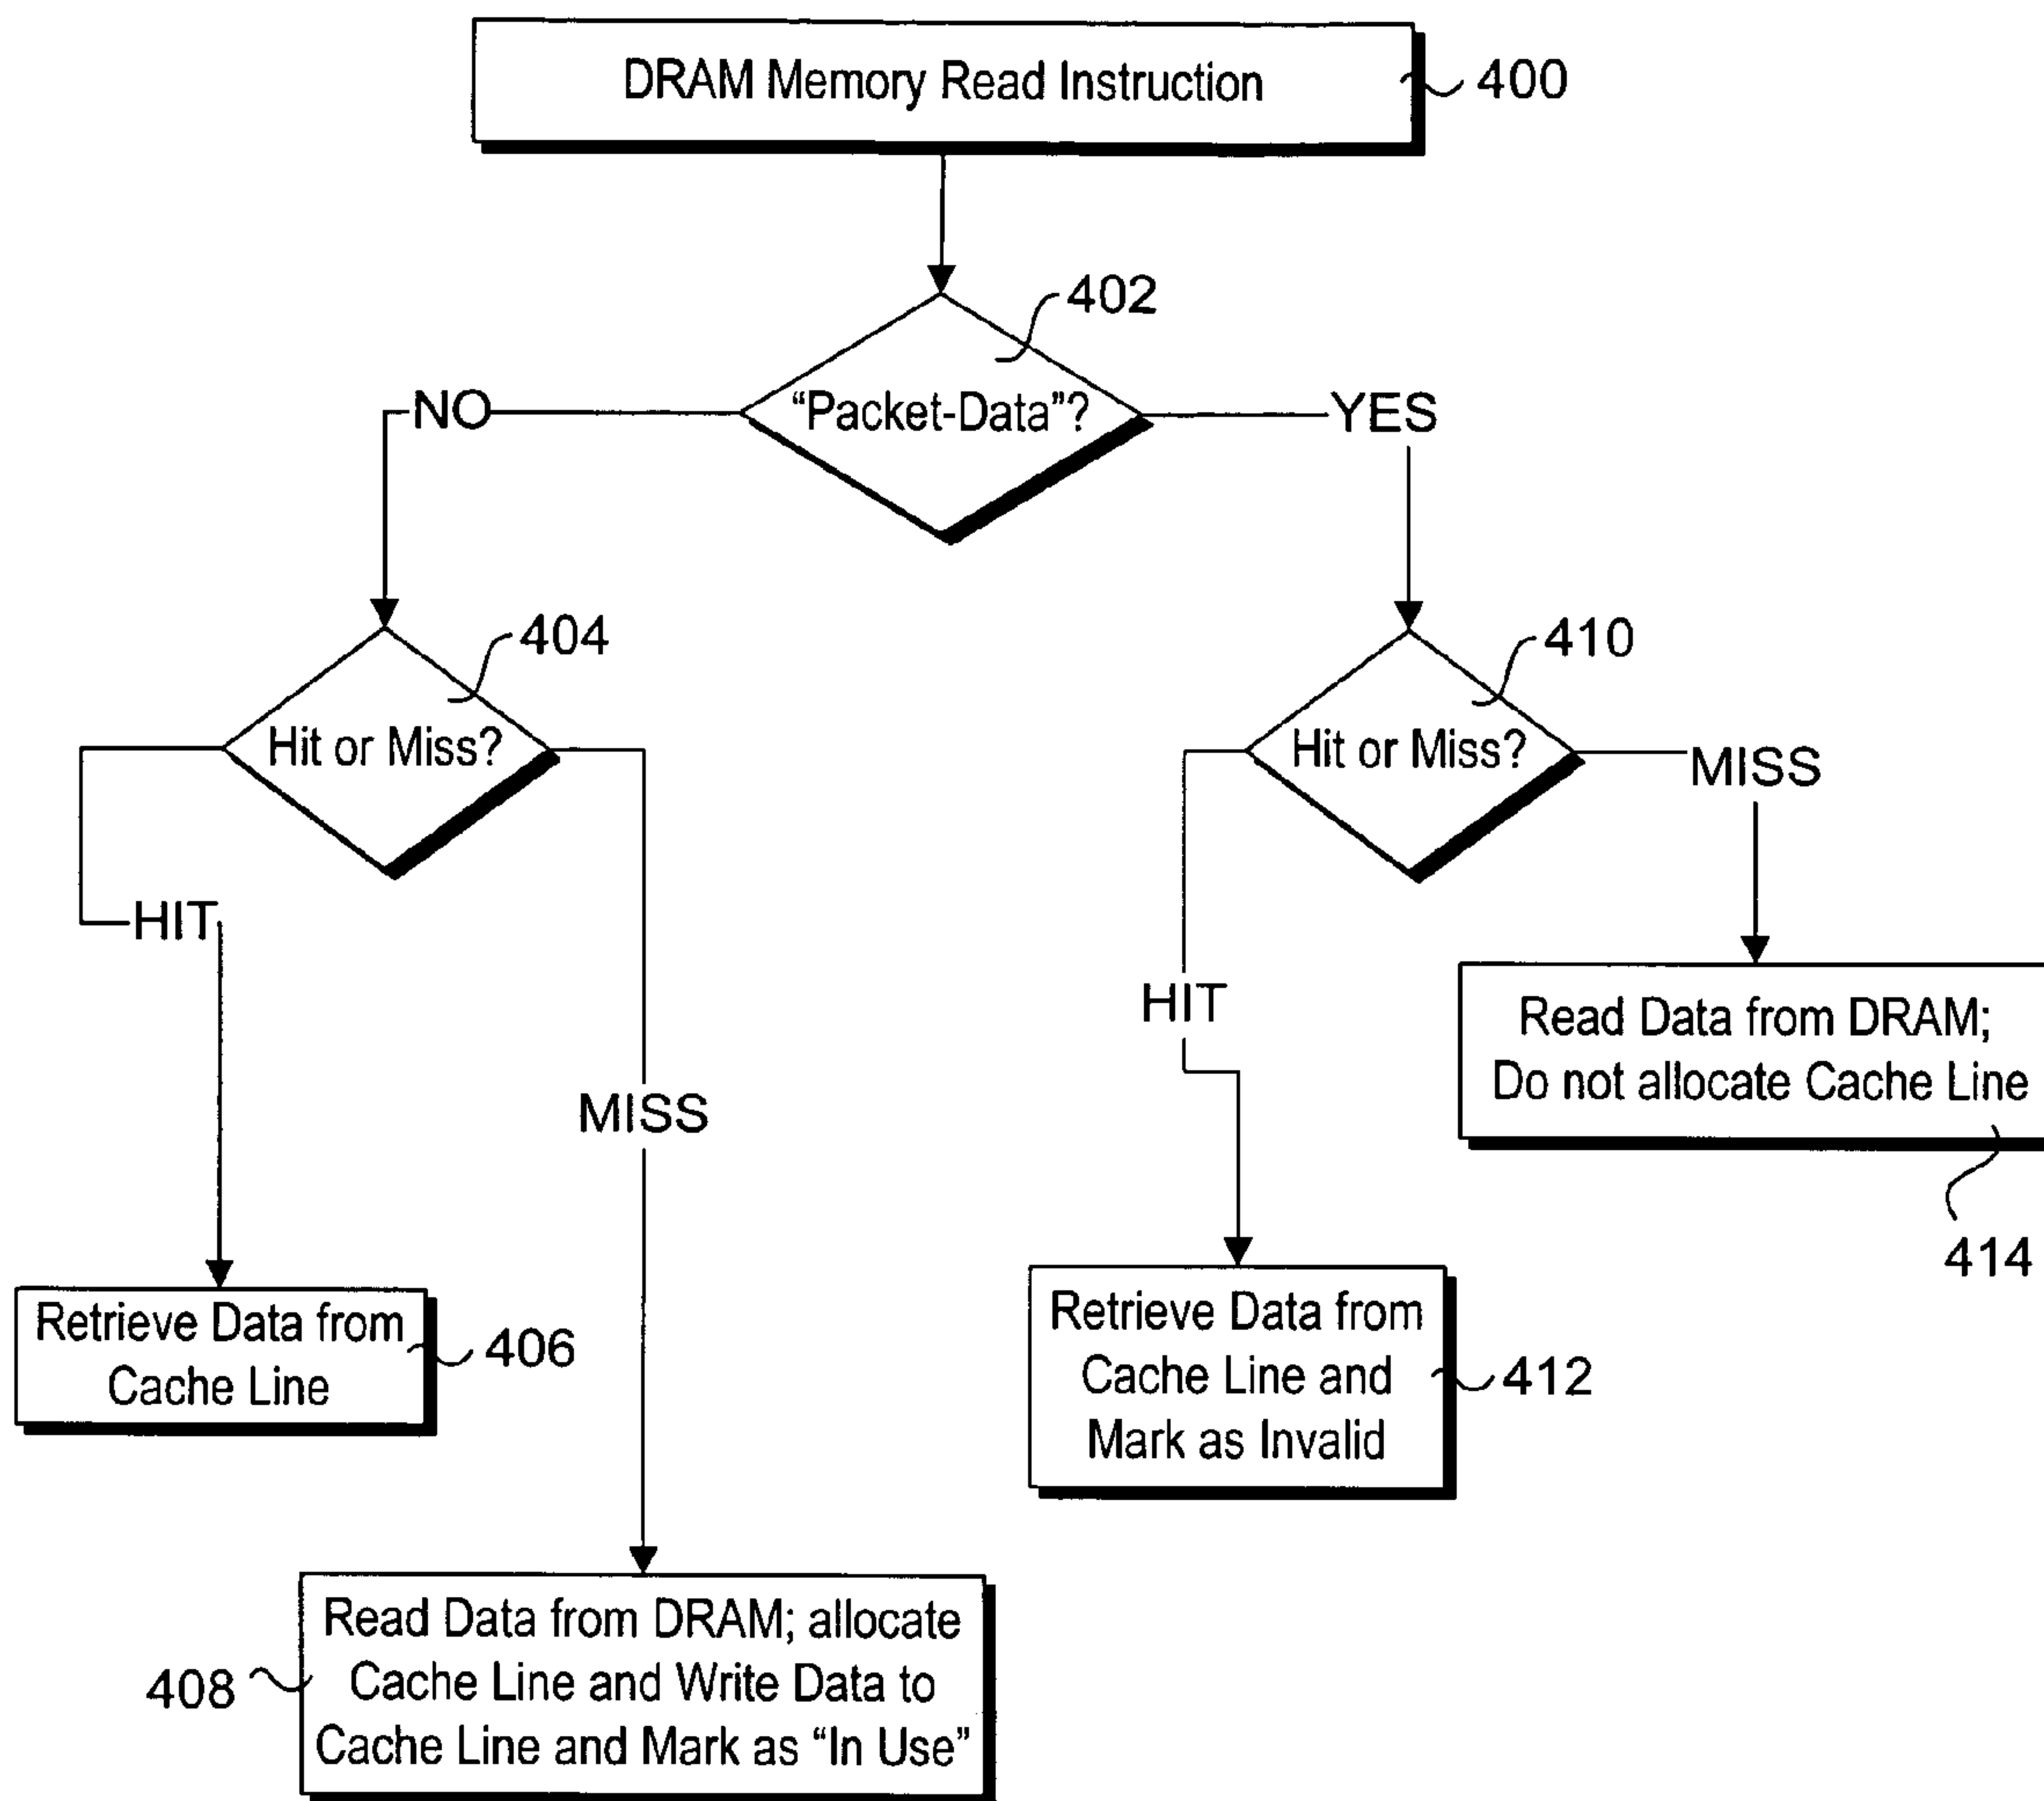 DRAM Memory Read Instruction
400
402
“Packet-Data”?
NO
YES
404
Hit or Miss?
410
Hit or Miss?
MISS
HIT
HIT
MISS
Read Data from DRAM;
Do not allocate Cache Line
414
Retrieve Data from
Cache Line
406
Retrieve Data from
Cache Line and
Mark as Invalid
412
Read Data from DRAM; allocate
Cache Line and Write Data to
Cache Line and Mark as “In Use”
408